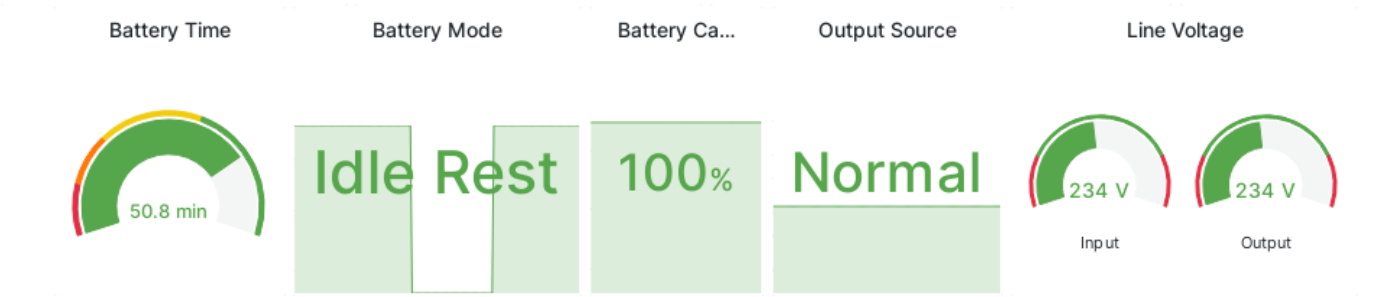 Battery Time
Battery Mode
Battery Ca...
Output Source
Line Voltage
50.8 min
Idle Rest
100%
Normal
234 V
234 V
Input
Output